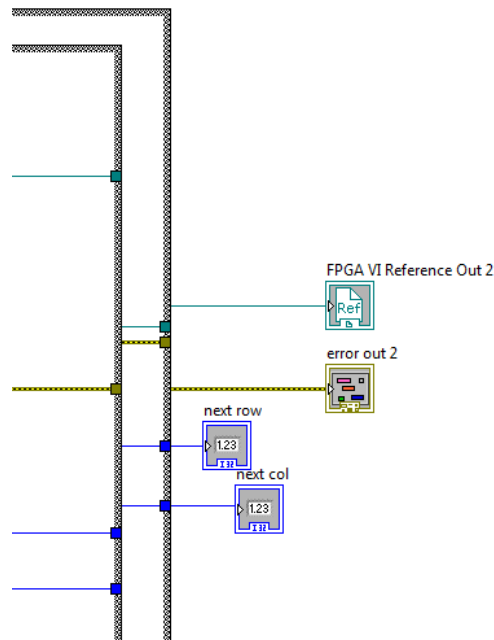 FPGA VI Reference Out 2
Ref
error out 2
next row
1.23
I32
next col
1.23
I32